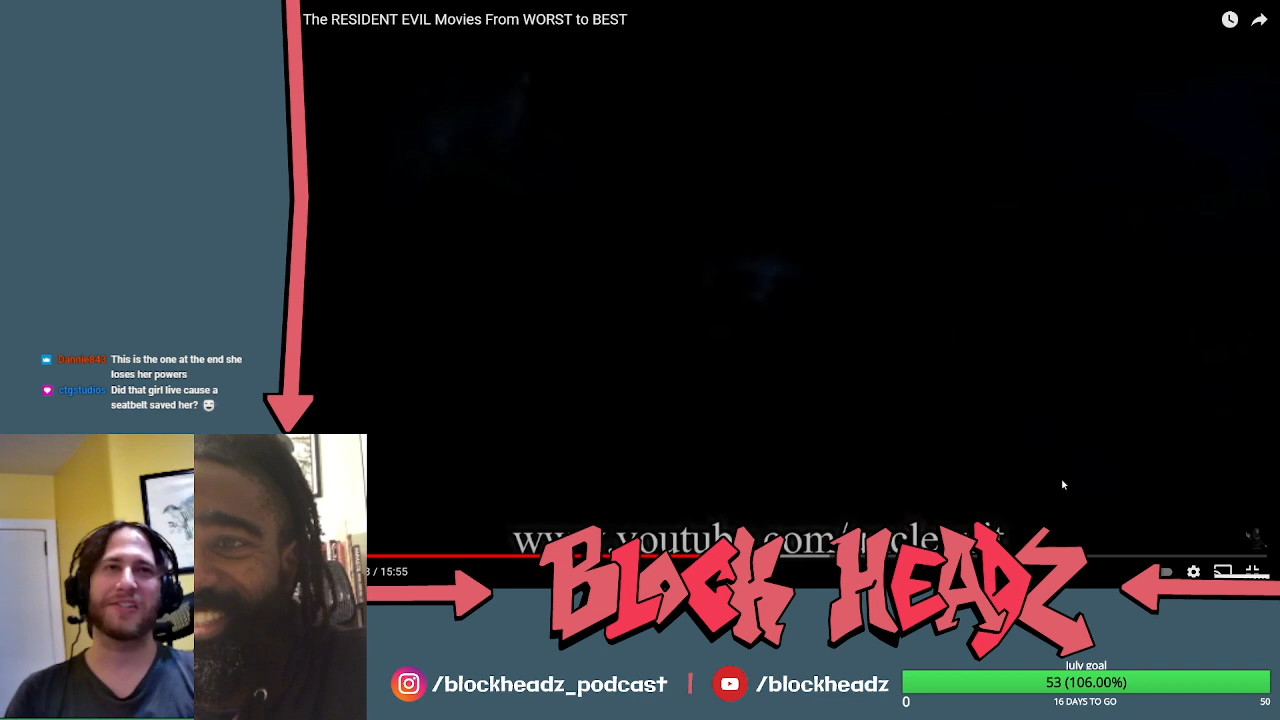 The RESIDENT EVIL Movies From WORST to BEST
Dannie843 This is the one at the end she
loses her powers
ctgstudios Did that girl live cause a
seatbelt saved her?
/ 15:55
BLOCK HEADZ
/blockheadz_podcast | /blockheadz
July goal
53 (106.00%)
0 16 DAYS TO GO 50